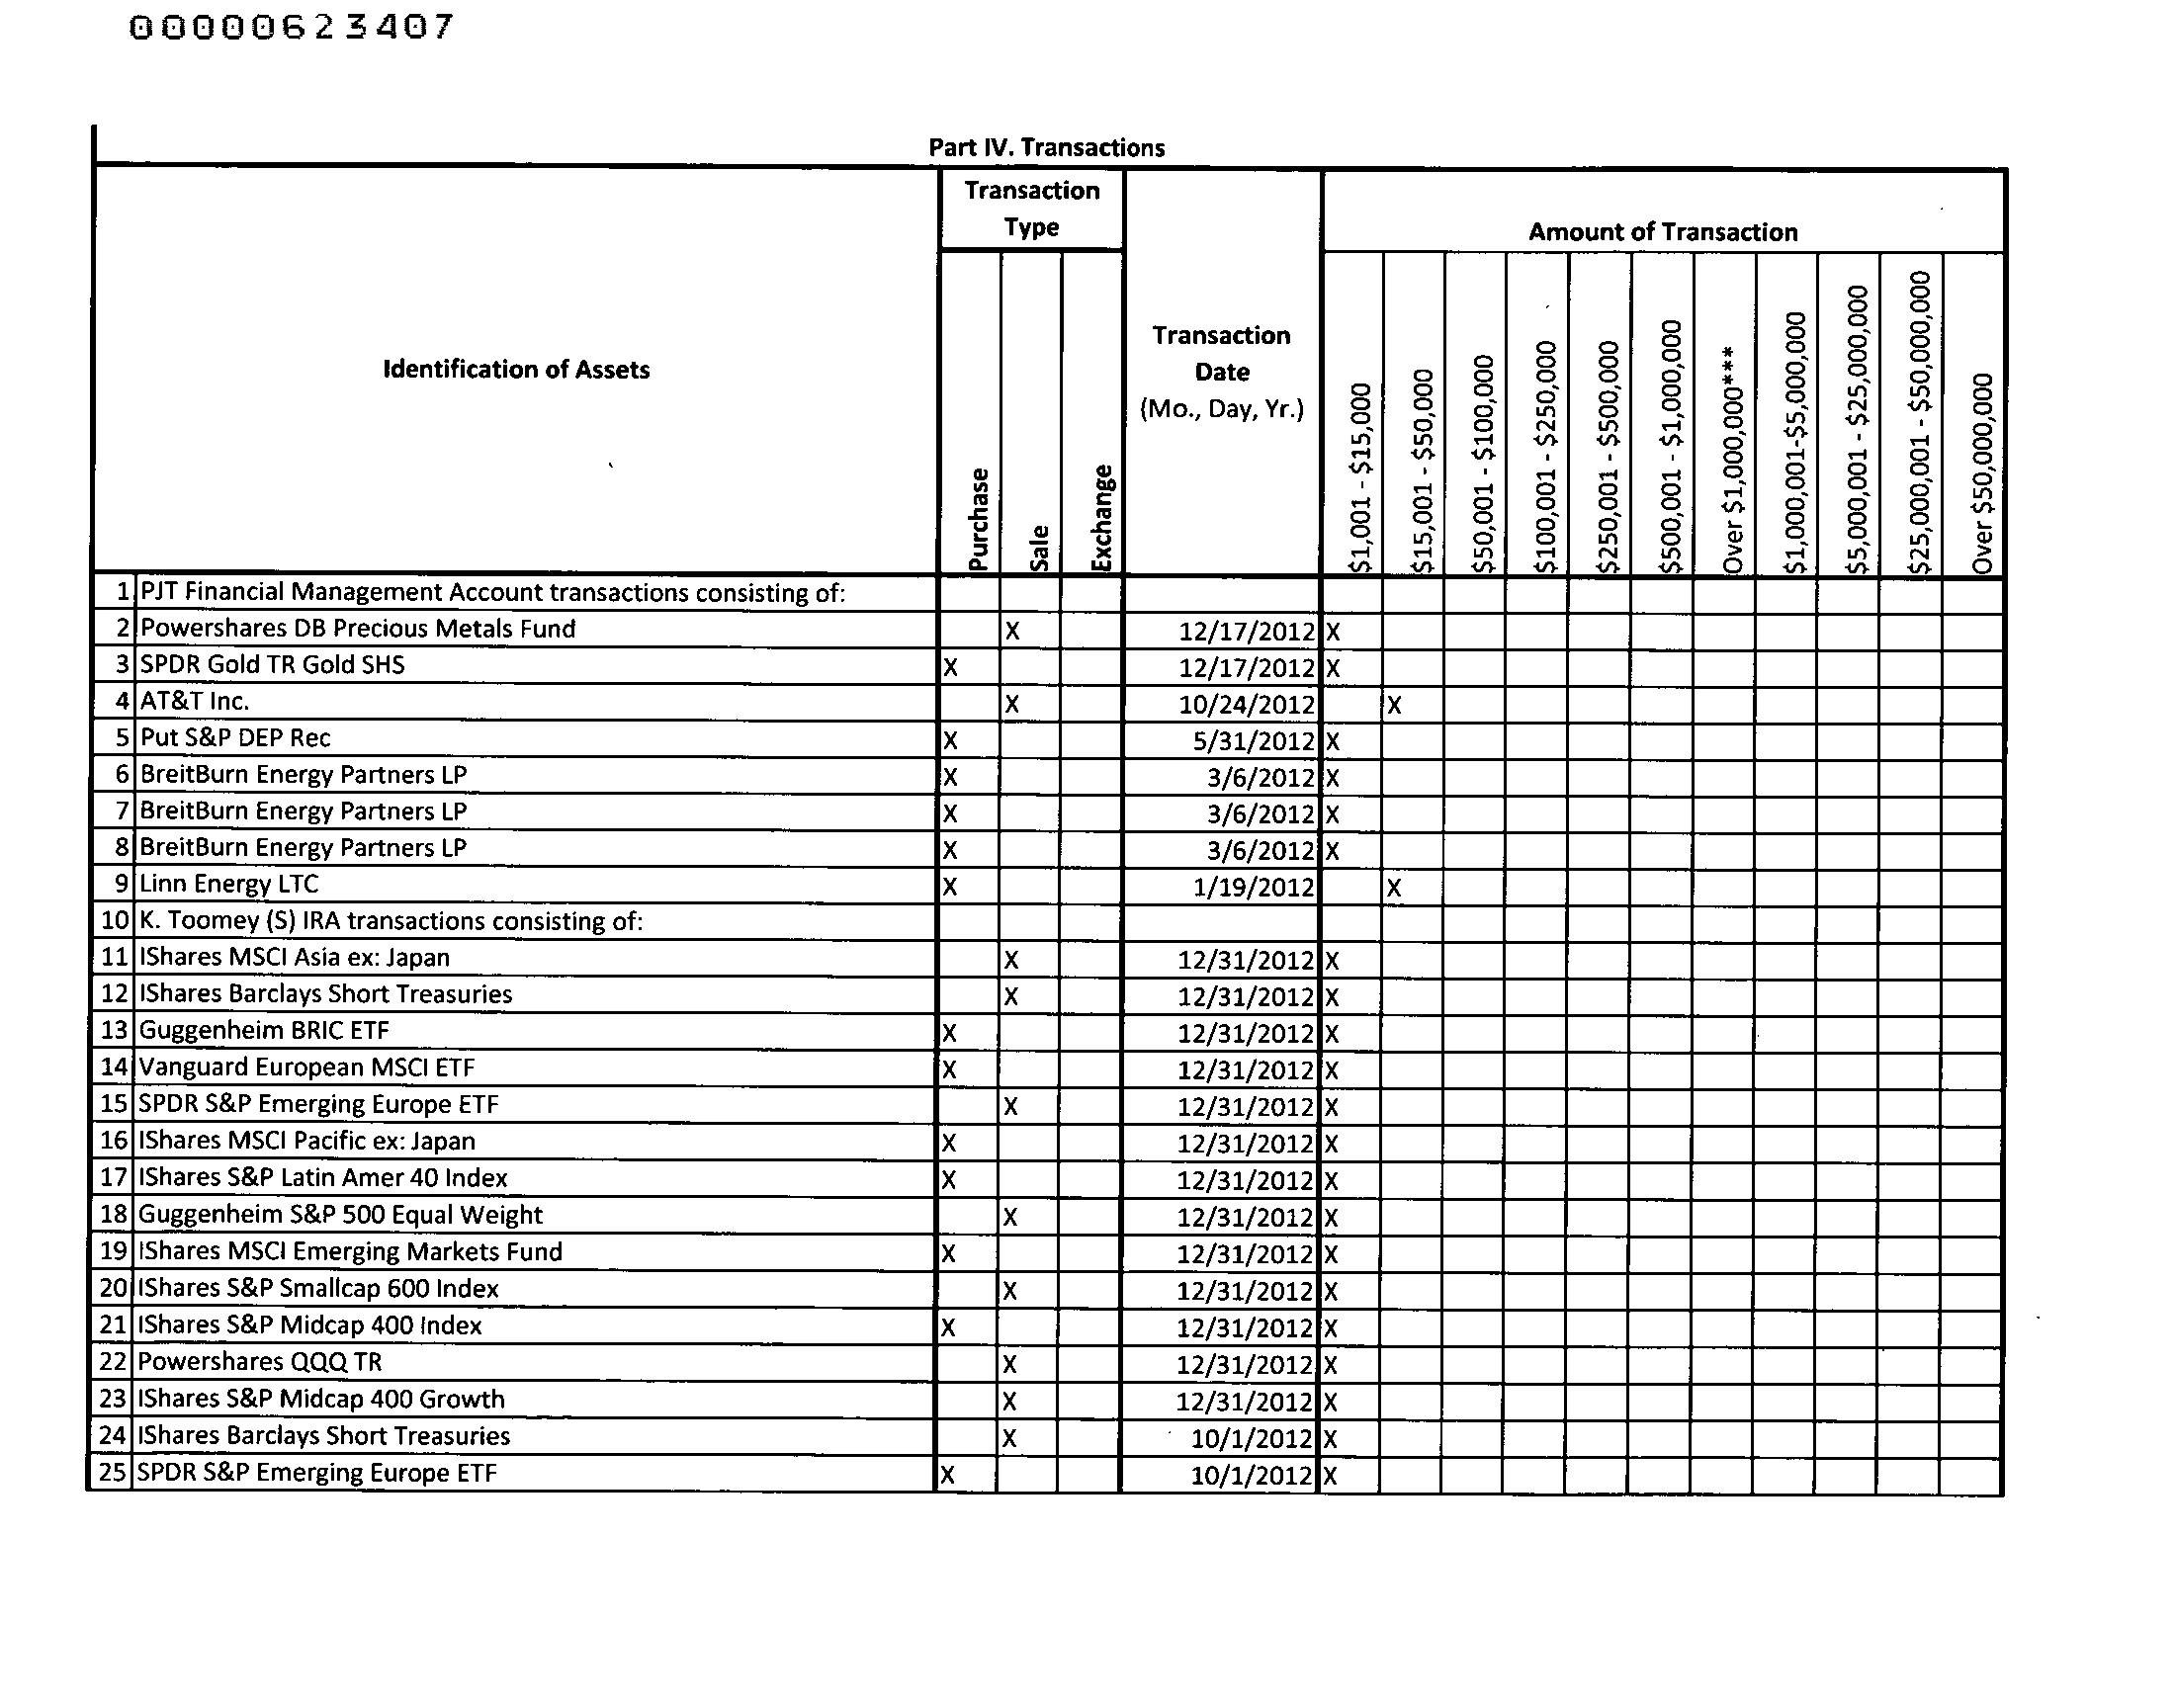 00000623407
Part IV. Transactions
Transaction
Type
Amount of Transaction
Identification of Assets
Purchase
Sale
Exchange
Transaction
Date
(Mo., Day, Yr.)
$1,001 - $15,000
$15,001 - $50,000
$50,001 - $100,000
$100,001 - $250,000
$250,001 - $500,000
$500,001 - $1,000,000
Over $1,000,000***
$1,000,001-$5,000,000
$5,000,001 - $25,000,000
$25,000,001 - $50,000,000
Over $50,000,000
1 PJT Financial Management Account transactions consisting of:
2 Powershares DB Precious Metals Fund X 12/17/2012 X
3 SPDR Gold TR Gold SHS X 12/17/2012 X
4 AT&T Inc. X 10/24/2012 X
5 Put S&P DEP Rec X 5/31/2012 X
6 BreitBurn Energy Partners LP X 3/6/2012 X
7 BreitBurn Energy Partners LP X 3/6/2012 X
8 BreitBurn Energy Partners LP X 3/6/2012 X
9 Linn Energy LTC X 1/19/2012 X
10 K. Toomey (S) IRA transactions consisting of:
11 IShares MSCI Asia ex: Japan X 12/31/2012 X
12 IShares Barclays Short Treasuries X 12/31/2012 X
13 Guggenheim BRIC ETF X 12/31/2012 X
14 Vanguard European MSCI ETF X 12/31/2012 X
15 SPDR S&P Emerging Europe ETF X 12/31/2012 X
16 IShares MSCI Pacific ex: Japan X 12/31/2012 X
17 IShares S&P Latin Amer 40 Index X 12/31/2012 X
18 Guggenheim S&P 500 Equal Weight X 12/31/2012 X
19 IShares MSCI Emerging Markets Fund X 12/31/2012 X
20 IShares S&P Smallcap 600 Index X 12/31/2012 X
21 IShares S&P Midcap 400 Index X 12/31/2012 X
22 Powershares QQQ TR X 12/31/2012 X
23 IShares S&P Midcap 400 Growth X 12/31/2012 X
24 IShares Barclays Short Treasuries X 10/1/2012 X
25 SPDR S&P Emerging Europe ETF X 10/1/2012 X